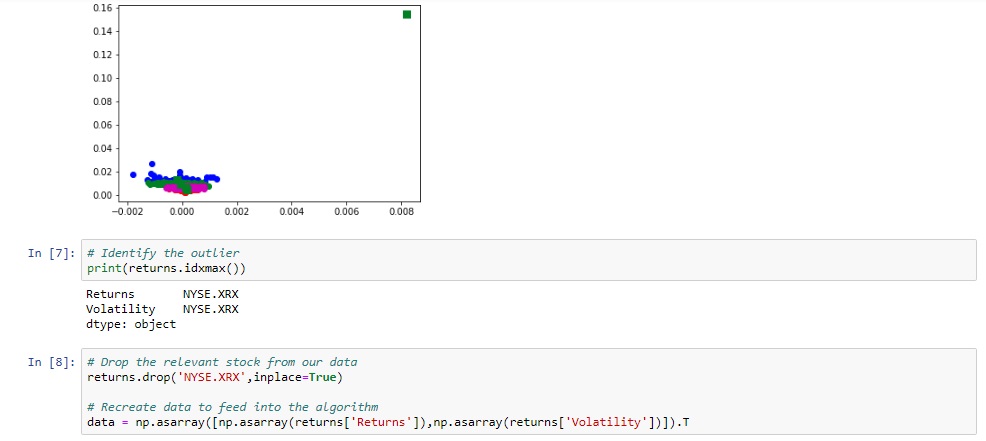 0.16
0.14
0.12
0.10
0.08
0.06
0.04
0.02
0.00
−0.002 0.000 0.002 0.004 0.006 0.008
In [7]: # Identify the outlier
print(returns.idxmax())
Returns NYSE.XRX
Volatility NYSE.XRX
dtype: object
In [8]: # Drop the relevant stock from our data
returns.drop('NYSE.XRX',inplace=True)
# Recreate data to feed into the algorithm
data = np.asarray([np.asarray(returns['Returns']),np.asarray(returns['Volatility'])]).T